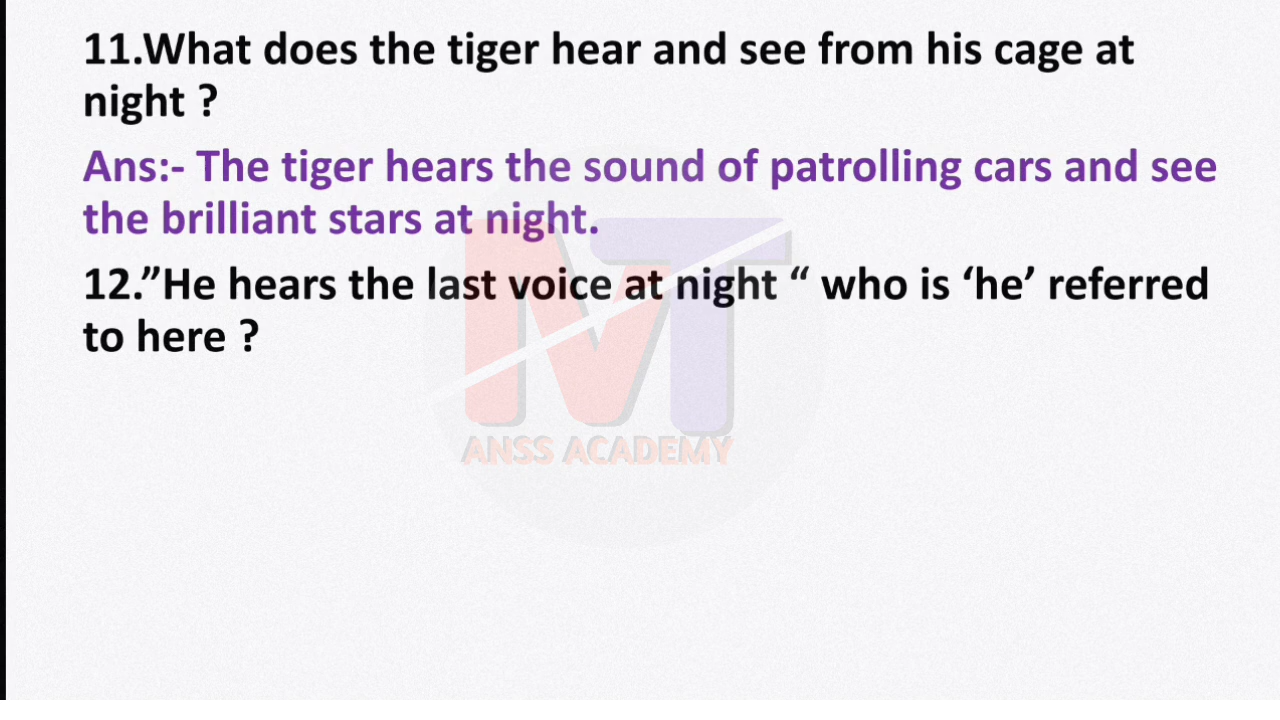 11.What does the tiger hear and see from his cage at
night ?
Ans:- The tiger hears the sound of patrolling cars and see
the brilliant stars at night.
12.”He hears the last voice at night “ who is ‘he’ referred
to here ?
MT
ANSS ACADEMY